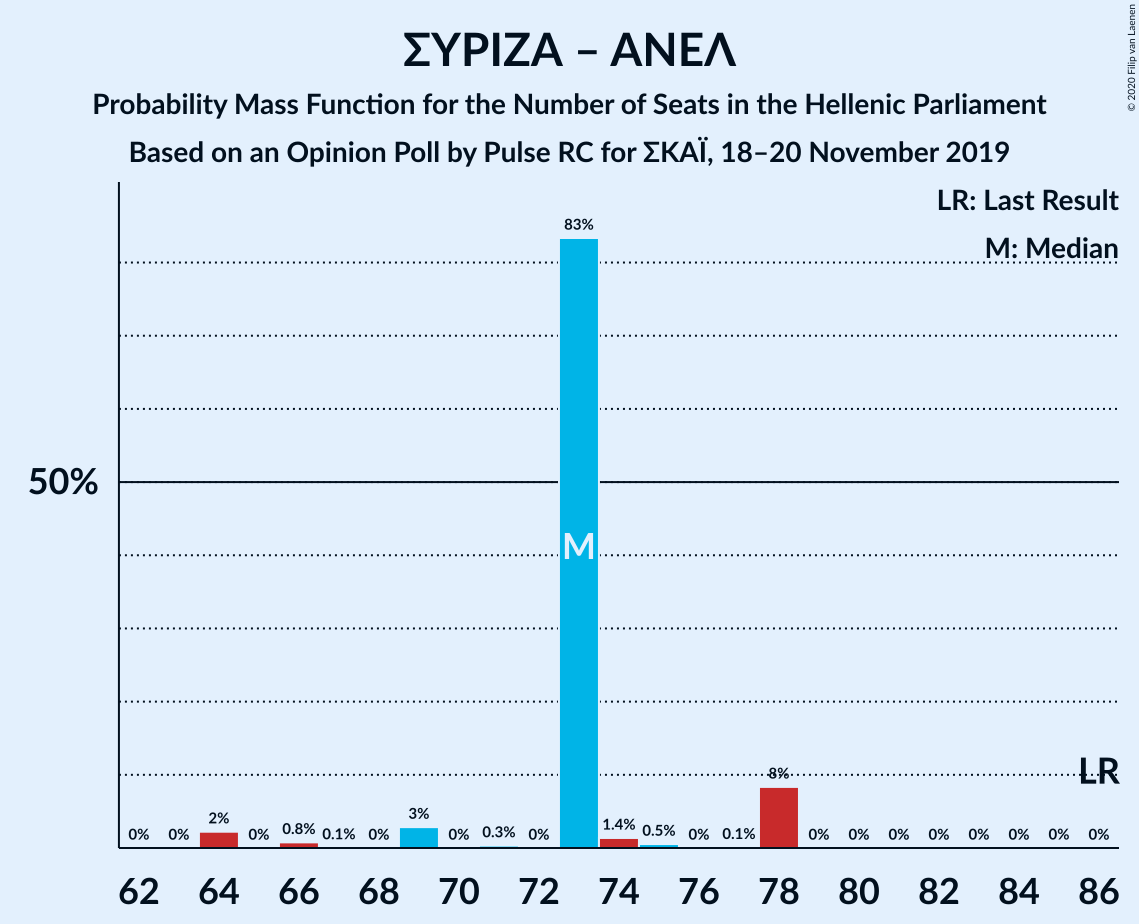 ΣΥΡΙΖΑ – ΑΝΕΛ
Probability Mass Function for the Number of Seats in the Hellenic Parliament
Based on an Opinion Poll by Pulse RC for ΣΚΑΪ, 18–20 November 2019
© 2020 Filip van Laenen
LR: Last Result
M: Median
83%
50%
M
LR
0% 0% 2% 0% 0.8% 0.1% 0% 3% 0% 0.3% 0% 1.4% 0.5% 0% 0.1% 8% 0% 0% 0% 0% 0% 0% 0% 0%
62 64 66 68 70 72 74 76 78 80 82 84 86